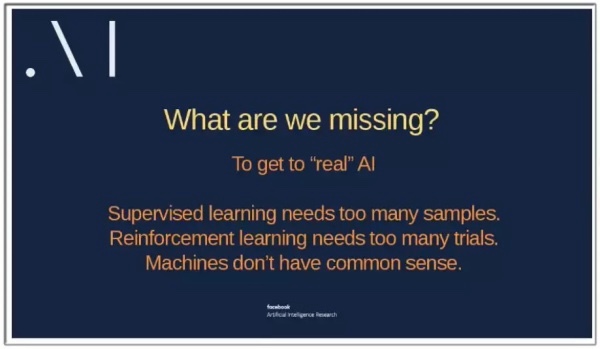 .\|
What are we missing?
To get to “real” AI
Supervised learning needs too many samples.
Reinforcement learning needs too many trials.
Machines don’t have common sense.
facebook
Artificial Intelligence Research